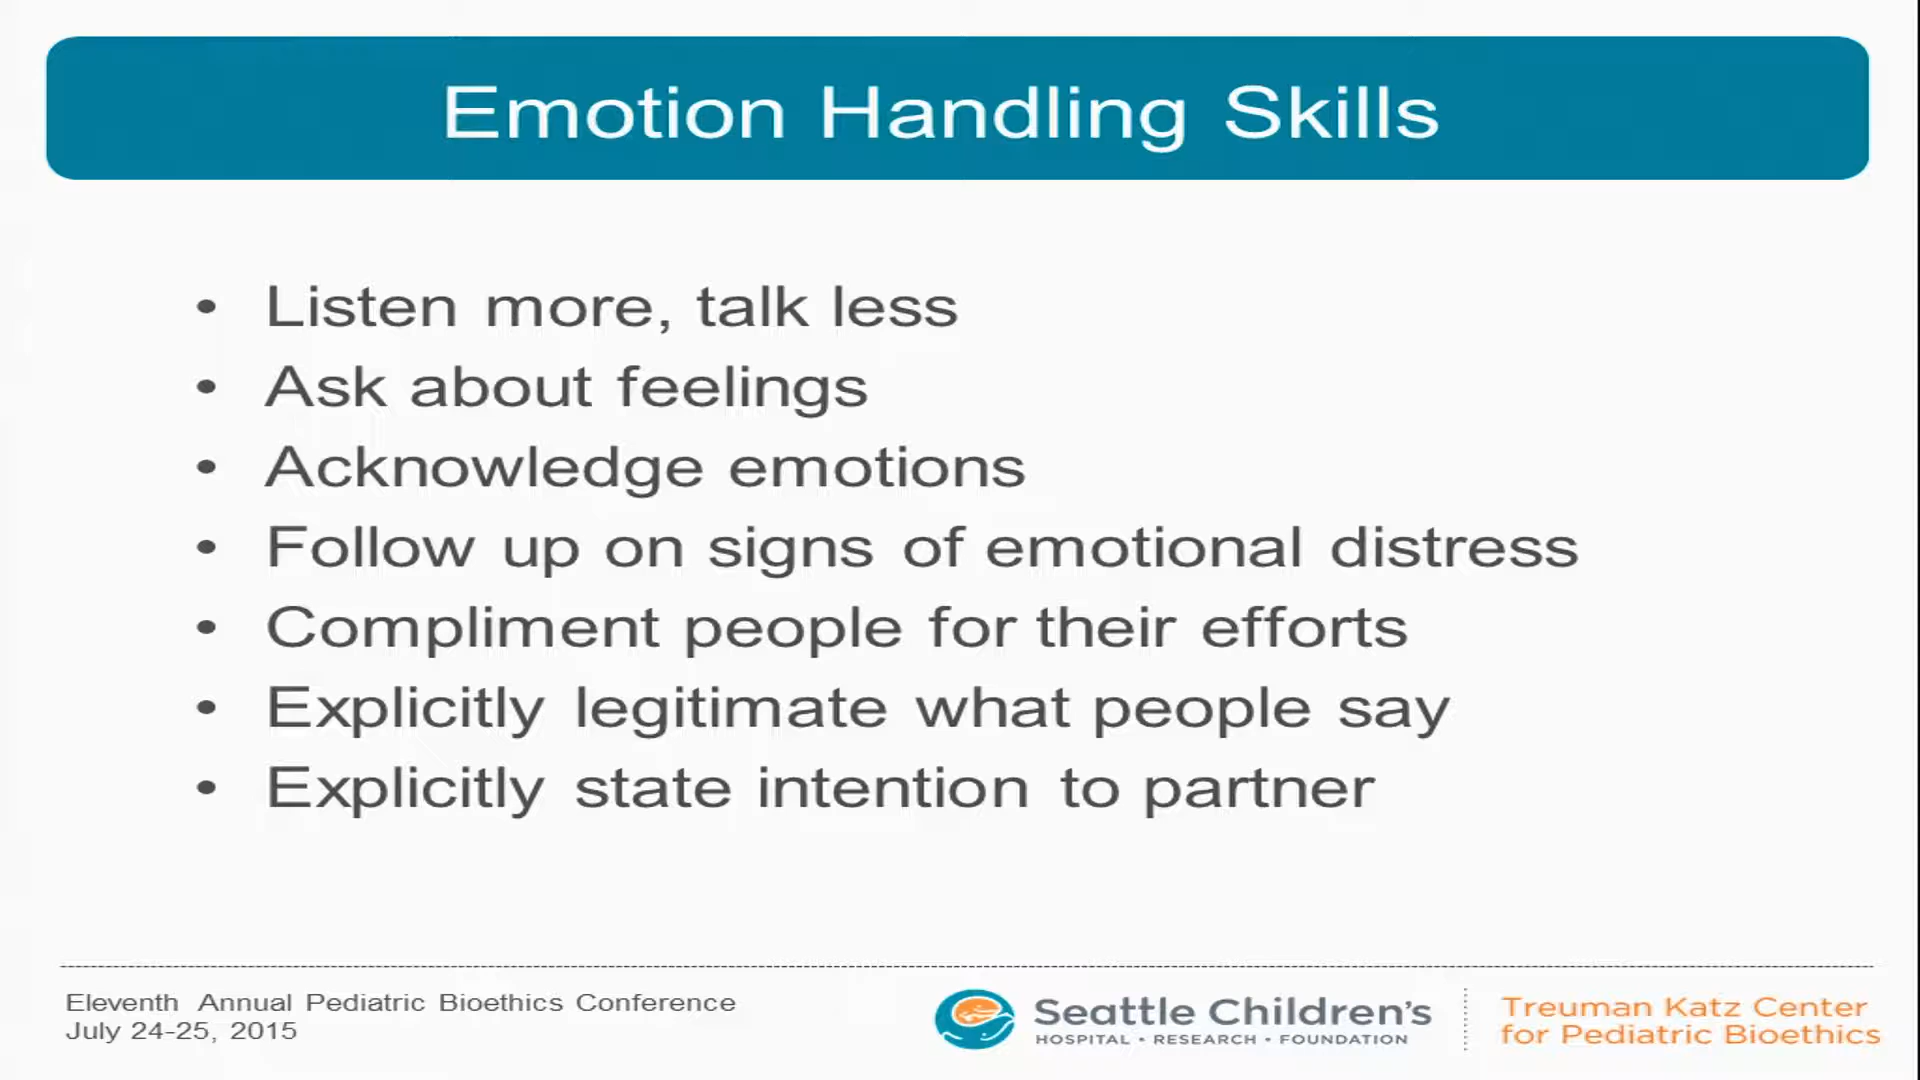 Emotion Handling Skills
• Listen more, talk less
• Ask about feelings
• Acknowledge emotions
• Follow up on signs of emotional distress
• Compliment people for their efforts
• Explicitly legitimate what people say
• Explicitly state intention to partner
Eleventh Annual Pediatric Bioethics Conference
July 24-25, 2015
Seattle Children's
HOSPITAL • RESEARCH • FOUNDATION
Treuman Katz Center
for Pediatric Bioethics